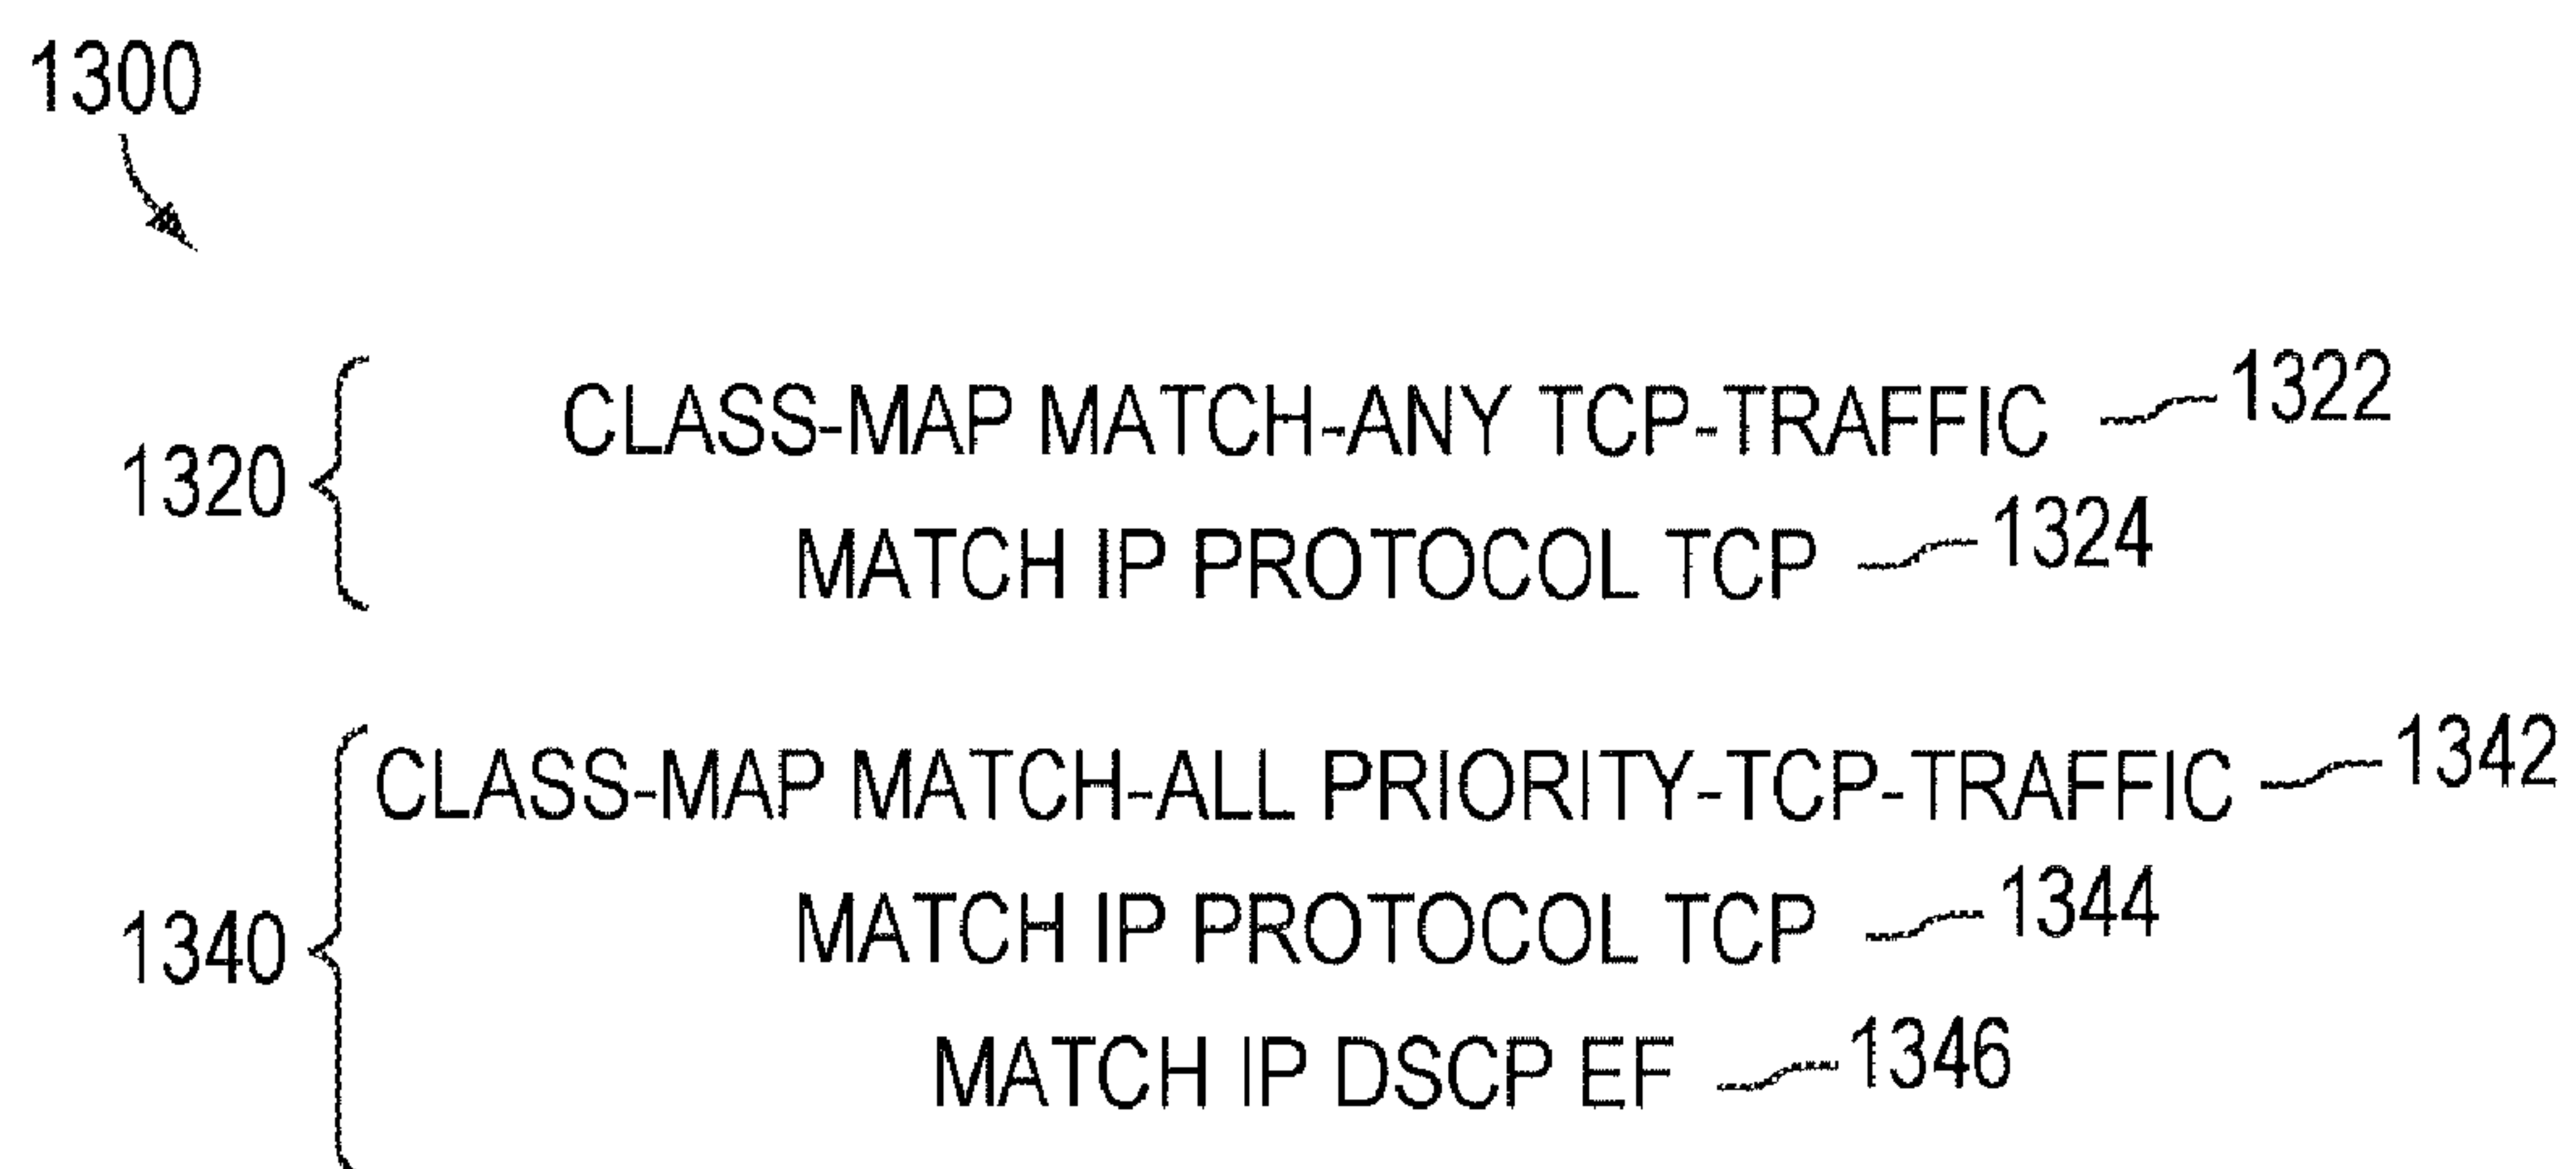 1300
CLASS-MAP MATCH-ANY TCP-TRAFFIC 1322
1320
MATCH IP PROTOCOL TCP 1324
CLASS-MAP MATCH-ALL PRIORITY-TCP-TRAFFIC 1342
MATCH IP PROTOCOL TCP 1344
1340
MATCH IP DSCP EF 1346